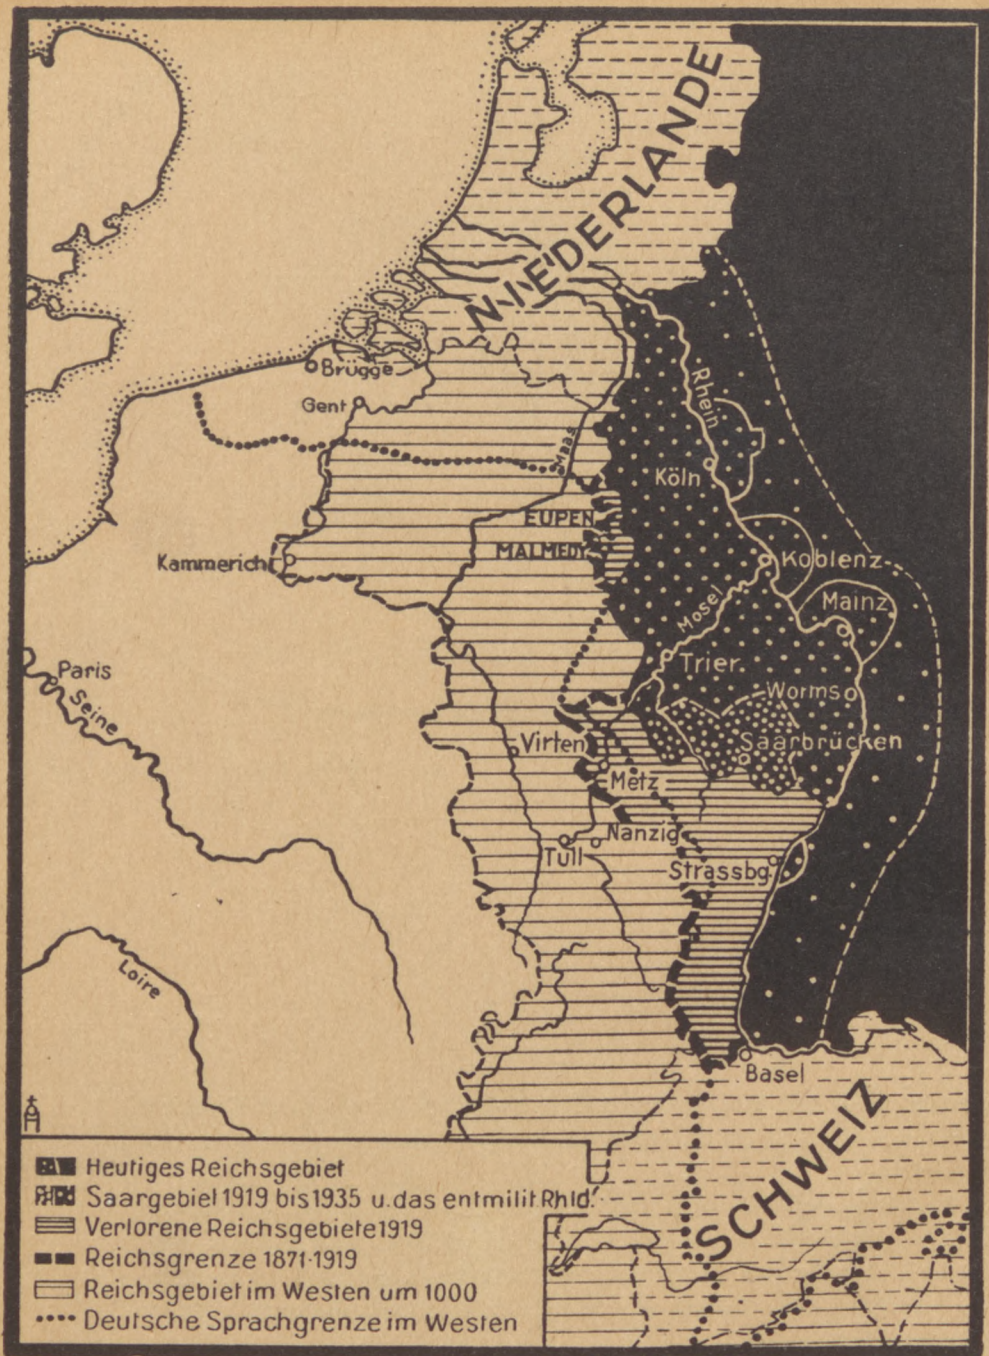 NIEDERLANDE
Brügge
Gent
Rhein
Maas
Köln
EUPEN
MALMEDY
Kammerich
Koblenz
Mosel
Mainz
Paris
Seine
Trier
Worms
Virten
Saarbrücken
Metz
Nanzig
Tull
Strassbg.
Loire
Basel
SCHWEIZ
Heutiges Reichsgebiet
Saargebiet 1919 bis 1935 u. das entmilit Rhld.
Verlorene Reichsgebiete 1919
Reichsgrenze 1871-1919
Reichsgebiet im Westen um 1000
Deutsche Sprachgrenze im Westen